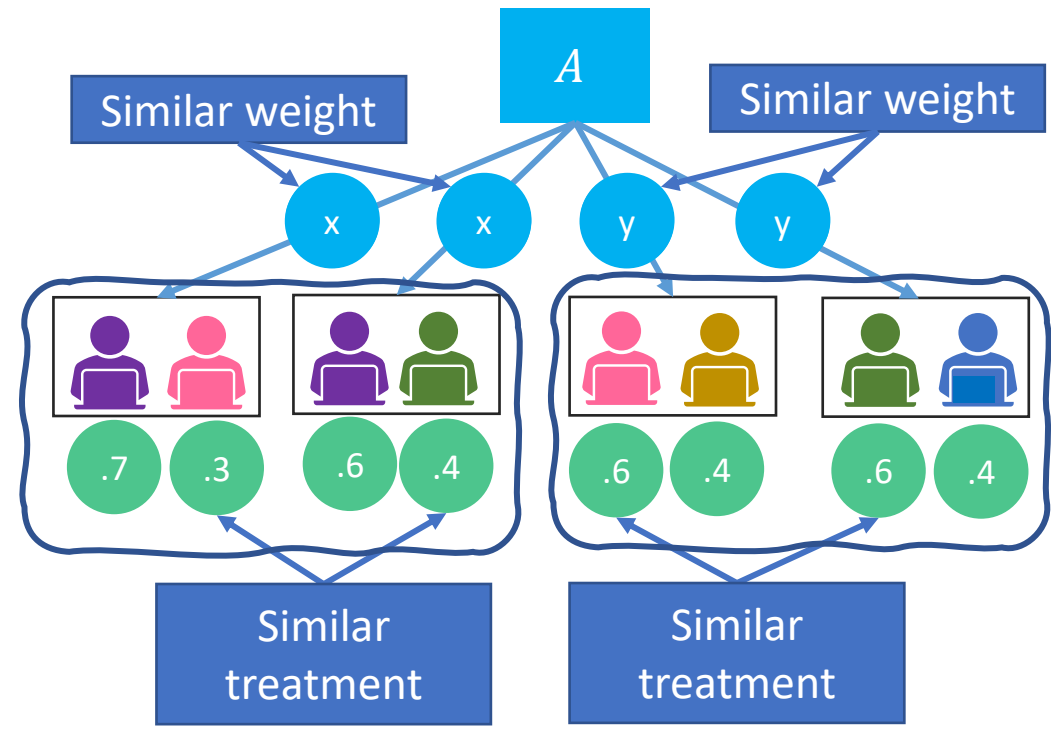 A
Similar weight
Similar weight
x
x
y
y
.7
.3
.6
.4
.6
.4
.6
.4
Similar
treatment
Similar
treatment